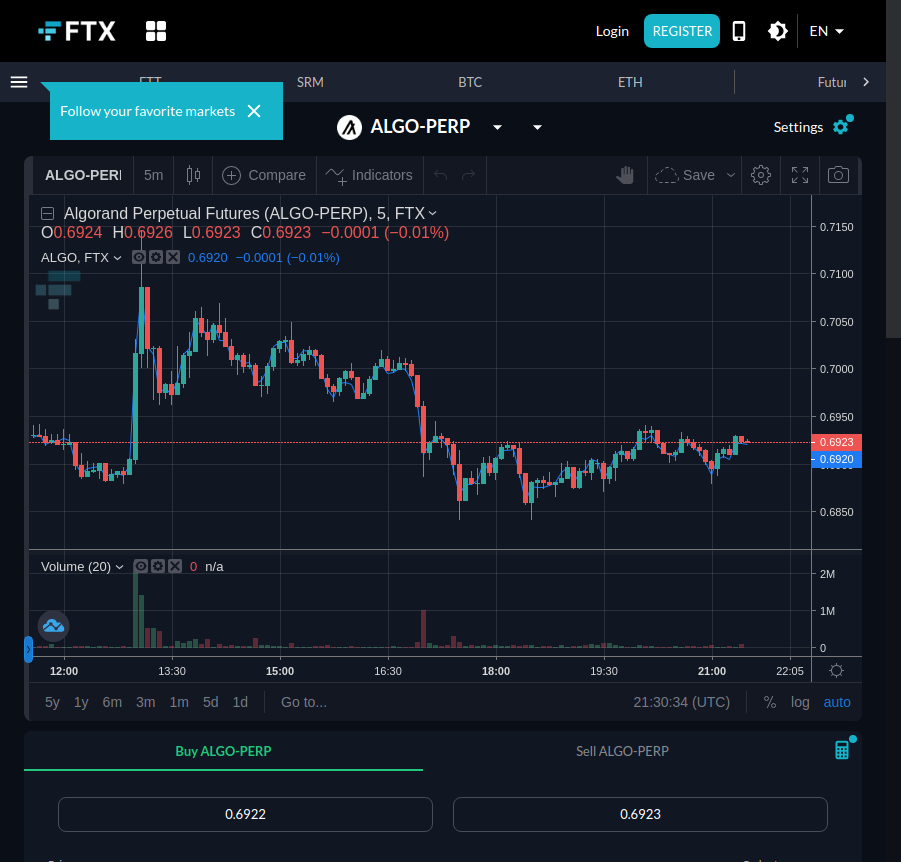 FTX
Login
REGISTER
EN
SRM
BTC
ETH
Futur
Follow your favorite markets
ALGO-PERP
Settings
ALGO-PERI
5m
Compare
Indicators
Save
Algorand Perpetual Futures (ALGO-PERP), 5, FTX
O0.6924 H0.6926 L0.6923 C0.6923 −0.0001 (−0.01%)
ALGO, FTX 0.6920 −0.0001 (−0.01%)
0.7150
0.7100
0.7050
0.7000
0.6950
0.6923
0.6920
0.6850
Volume (20) 0 n/a
2M
1M
0
12:00 13:30 15:00 16:30 18:00 19:30 21:00 22:05
5y 1y 6m 3m 1m 5d 1d Go to... 21:30:34 (UTC) % log auto
Buy ALGO-PERP
Sell ALGO-PERP
0.6922
0.6923